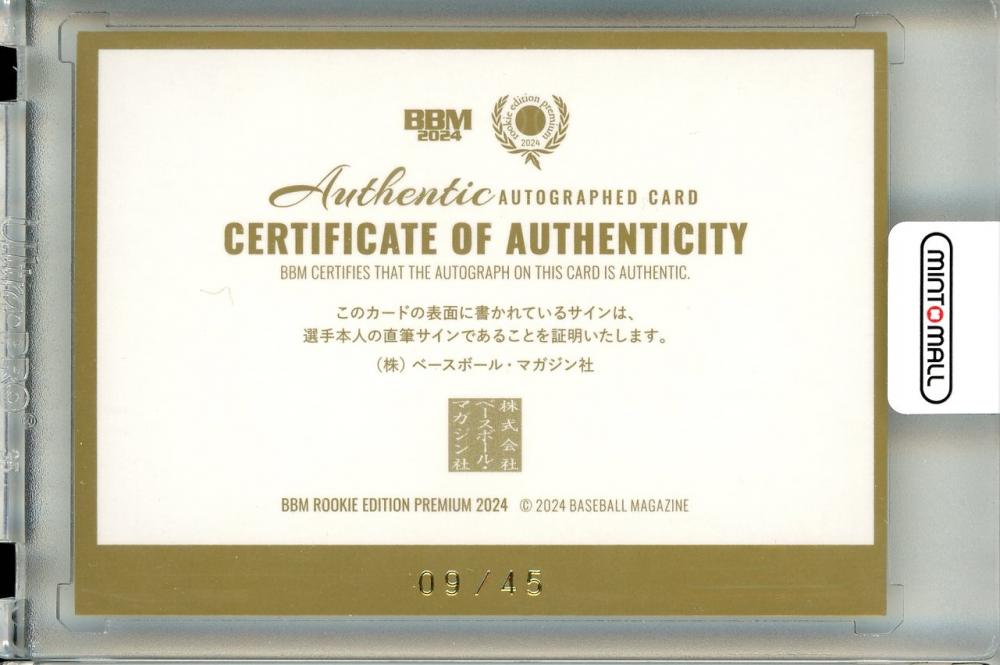 BBM
2024
rookie edition premium
2024
Authentic AUTOGRAPHED CARD
CERTIFICATE OF AUTHENTICITY
BBM CERTIFIES THAT THE AUTOGRAPH ON THIS CARD IS AUTHENTIC.
このカードの表面に書かれているサインは、
選手本人の直筆サインであることを証明いたします。
（株）ベースボール・マガジン社
株式会社
ベースボール・
マガジン社
BBM ROOKIE EDITION PREMIUM 2024 © 2024 BASEBALL MAGAZINE
09/45
MINTOMALL
ULTRA PRO®
35